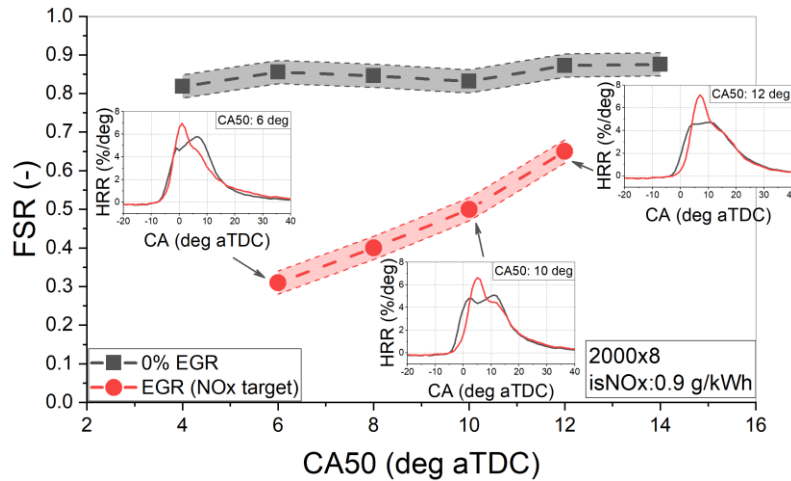 1.0
0.9
0.8
0.7
0.6
0.5
0.4
0.3
0.2
0.1
0.0
FSR (-)
2 4 6 8 10 12 14 16
CA50 (deg aTDC)
HRR (%/deg)
8
6
4
2
0
CA50: 6 deg
-20 -10 0 10 20 30 40
CA (deg aTDC)
HRR (%/deg)
8
6
4
2
0
CA50: 12 deg
-20 -10 0 10 20 30 40
CA (deg aTDC)
HRR (%/deg)
8
6
4
2
0
CA50: 10 deg
-20 -10 0 10 20 30 40
CA (deg aTDC)
0% EGR
EGR (NOx target)
2000x8
isNOx:0.9 g/kWh